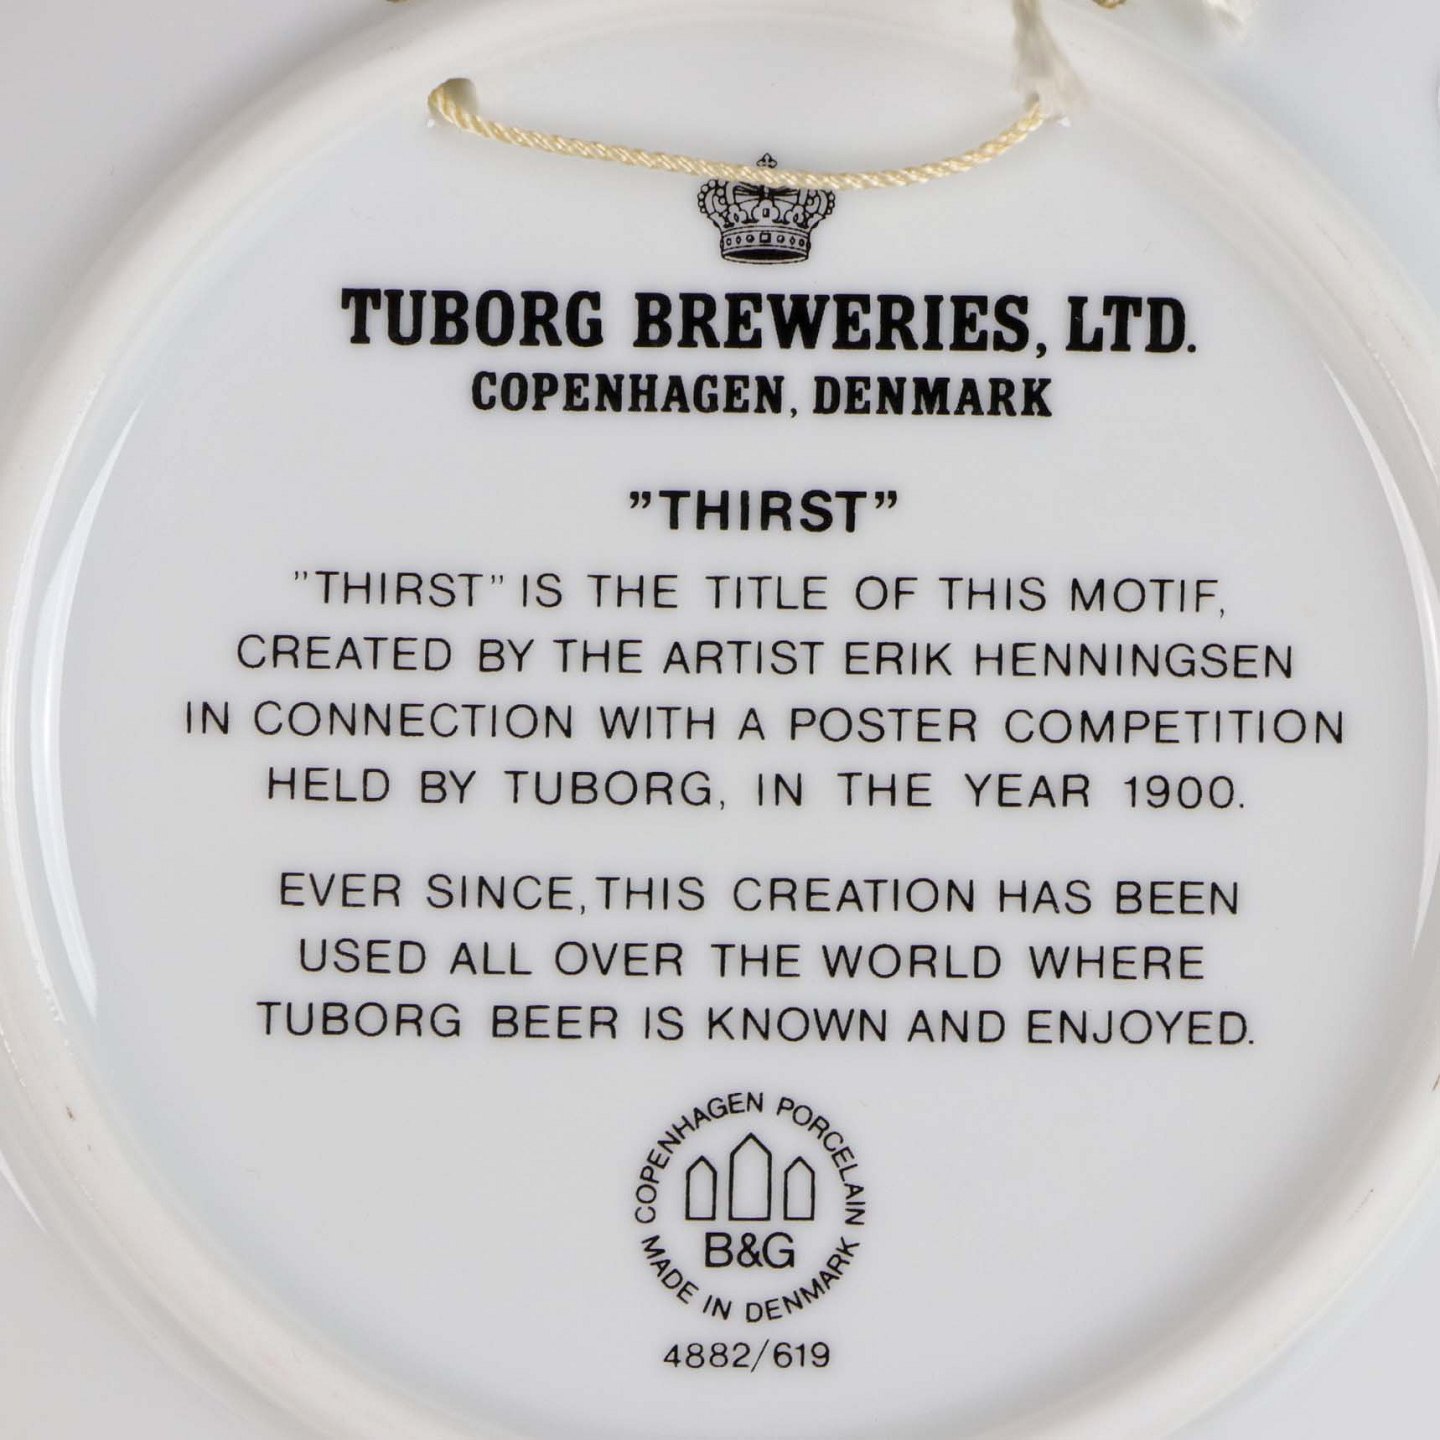 TUBORG BREWERIES, LTD.
COPENHAGEN, DENMARK
”THIRST”
”THIRST” IS THE TITLE OF THIS MOTIF,
CREATED BY THE ARTIST ERIK HENNINGSEN
IN CONNECTION WITH A POSTER COMPETITION
HELD BY TUBORG, IN THE YEAR 1900.
EVER SINCE, THIS CREATION HAS BEEN
USED ALL OVER THE WORLD WHERE
TUBORG BEER IS KNOWN AND ENJOYED.
COPENHAGEN PORCELAIN
B&G
MADE IN DENMARK
4882/619